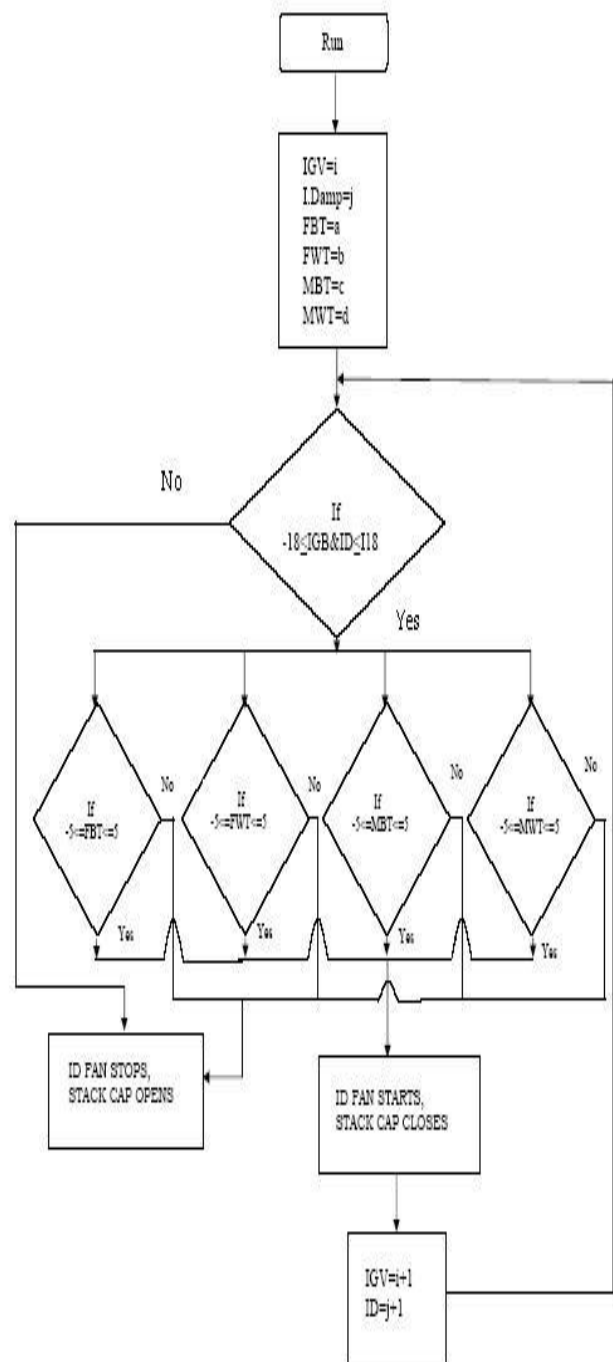 Run
IGV=i
I.Damp=j
FBT=a
FWT=b
MBT=c
MWT=d
No
If
-18≤IGB&ID≤I18
Yes
If
-5<=FBT<=5
No
If
-5<=FWT<=5
No
If
-5<=MBT<=5
No
If
-5<=MWT<=5
No
Yes
Yes
Yes
Yes
ID FAN STOPS,
STACK CAP OPENS
ID FAN STARTS,
STACK CAP CLOSES
IGV=i+1
ID=j+1